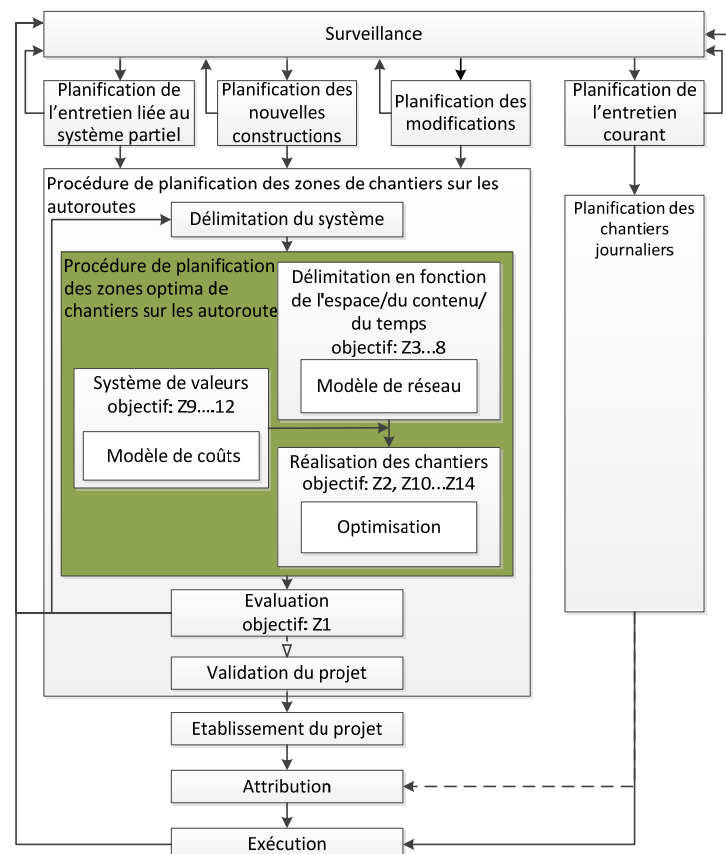 Surveillance
Planification de
l'entretien liée au
système partiel
Planification des
nouvelles
constructions
Planification des
modifications
Planification de
l'entretien
courant
Procédure de planification des zones de chantiers sur les
autoroutes
Délimitation du système
Procédure de planification
des zones optima de
chantiers sur les autoroute
Délimitation en fonction
de l'espace/du contenu/
du temps
objectif: Z3...8
Modèle de réseau
Système de valeurs
objectif: Z9....12
Modèle de coûts
Réalisation des chantiers
objectif: Z2, Z10...Z14
Optimisation
Evaluation
objectif: Z1
Validation du projet
Planification des
chantiers
journaliers
Etablissement du projet
Attribution
Exécution